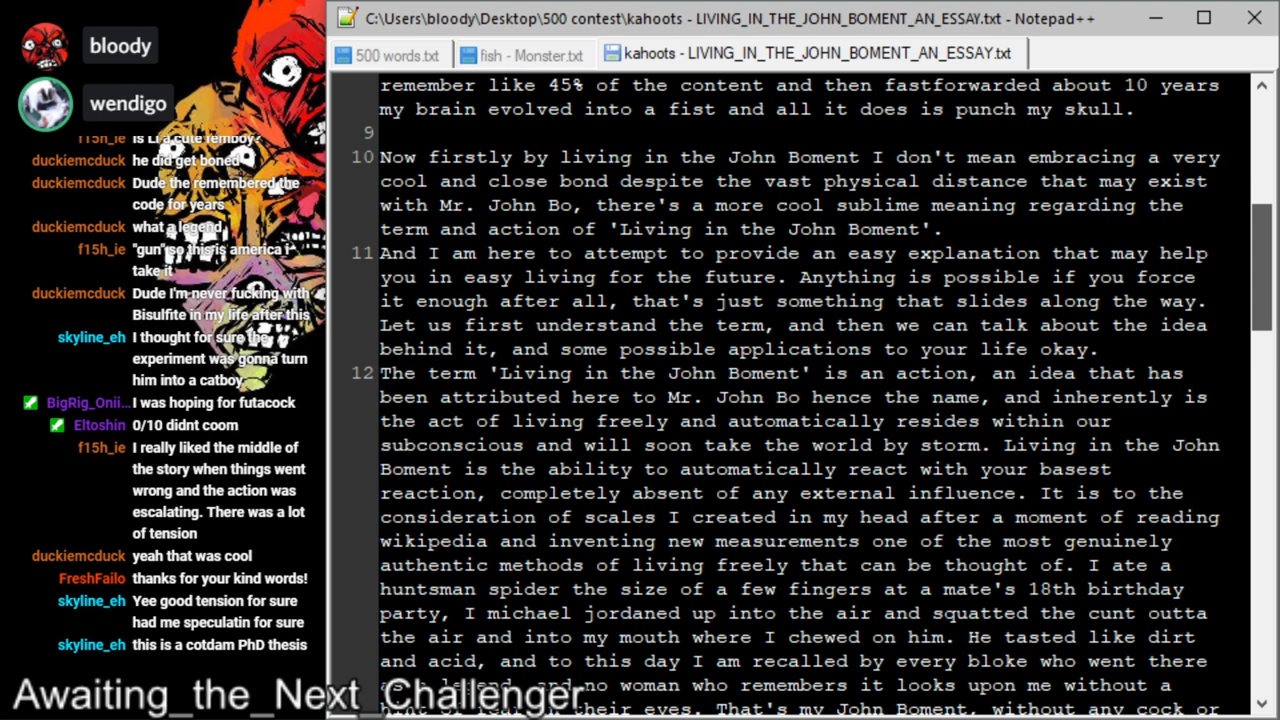 bloody
wendigo
f15h_ie is Li a cute femboy?
duckiemcduck he did get boned
duckiemcduck Dude the remembered the
code for years
duckiemcduck what a legend
f15h_ie "gun" so this is america i
take it
duckiemcduck Dude I'm never fucking with
Bisulfite in my life after this
skyline_eh I thought for sure the
experiment was gonna turn
him into a catboy
BigRig_Onii... I was hoping for futacock
Eltoshin 0/10 didnt coom
f15h_ie I really liked the middle of
the story when things went
wrong and the action was
escalating. There was a lot
of tension
duckiemcduck yeah that was cool
FreshFailo thanks for your kind words!
skyline_eh Yee good tension for sure
had me speculatin for sure
skyline_eh this is a cotdam PhD thesis
Awaiting_the_Next_Challenger
C:\Users\bloody\Desktop\500 contest\kahoots - LIVING_IN_THE_JOHN_BOMENT_AN_ESSAY.txt - Notepad++
500 words.txt
fish - Monster.txt
kahoots - LIVING_IN_THE_JOHN_BOMENT_AN_ESSAY.txt
remember like 45% of the content and then fastforwarded about 10 years
my brain evolved into a fist and all it does is punch my skull.
9
10 Now firstly by living in the John Boment I don't mean embracing a very
cool and close bond despite the vast physical distance that may exist
with Mr. John Bo, there's a more cool sublime meaning regarding the
term and action of 'Living in the John Boment'.
11 And I am here to attempt to provide an easy explanation that may help
you in easy living for the future. Anything is possible if you force
it enough after all, that's just something that slides along the way.
Let us first understand the term, and then we can talk about the idea
behind it, and some possible applications to your life okay.
12 The term 'Living in the John Boment' is an action, an idea that has
been attributed here to Mr. John Bo hence the name, and inherently is
the act of living freely and automatically resides within our
subconscious and will soon take the world by storm. Living in the John
Boment is the ability to automatically react with your basest
reaction, completely absent of any external influence. It is to the
consideration of scales I created in my head after a moment of reading
wikipedia and inventing new measurements one of the most genuinely
authentic methods of living freely that can be thought of. I ate a
huntsman spider the size of a few fingers at a mate's 18th birthday
party, I michael jordaned up into the air and squatted the cunt outta
the air and into my mouth where I chewed on him. He tasted like dirt
and acid, and to this day I am recalled by every bloke who went there
as a legend, and no woman who remembers it looks upon me without a
hint of fear in their eyes. That's my John Boment, without any cock or